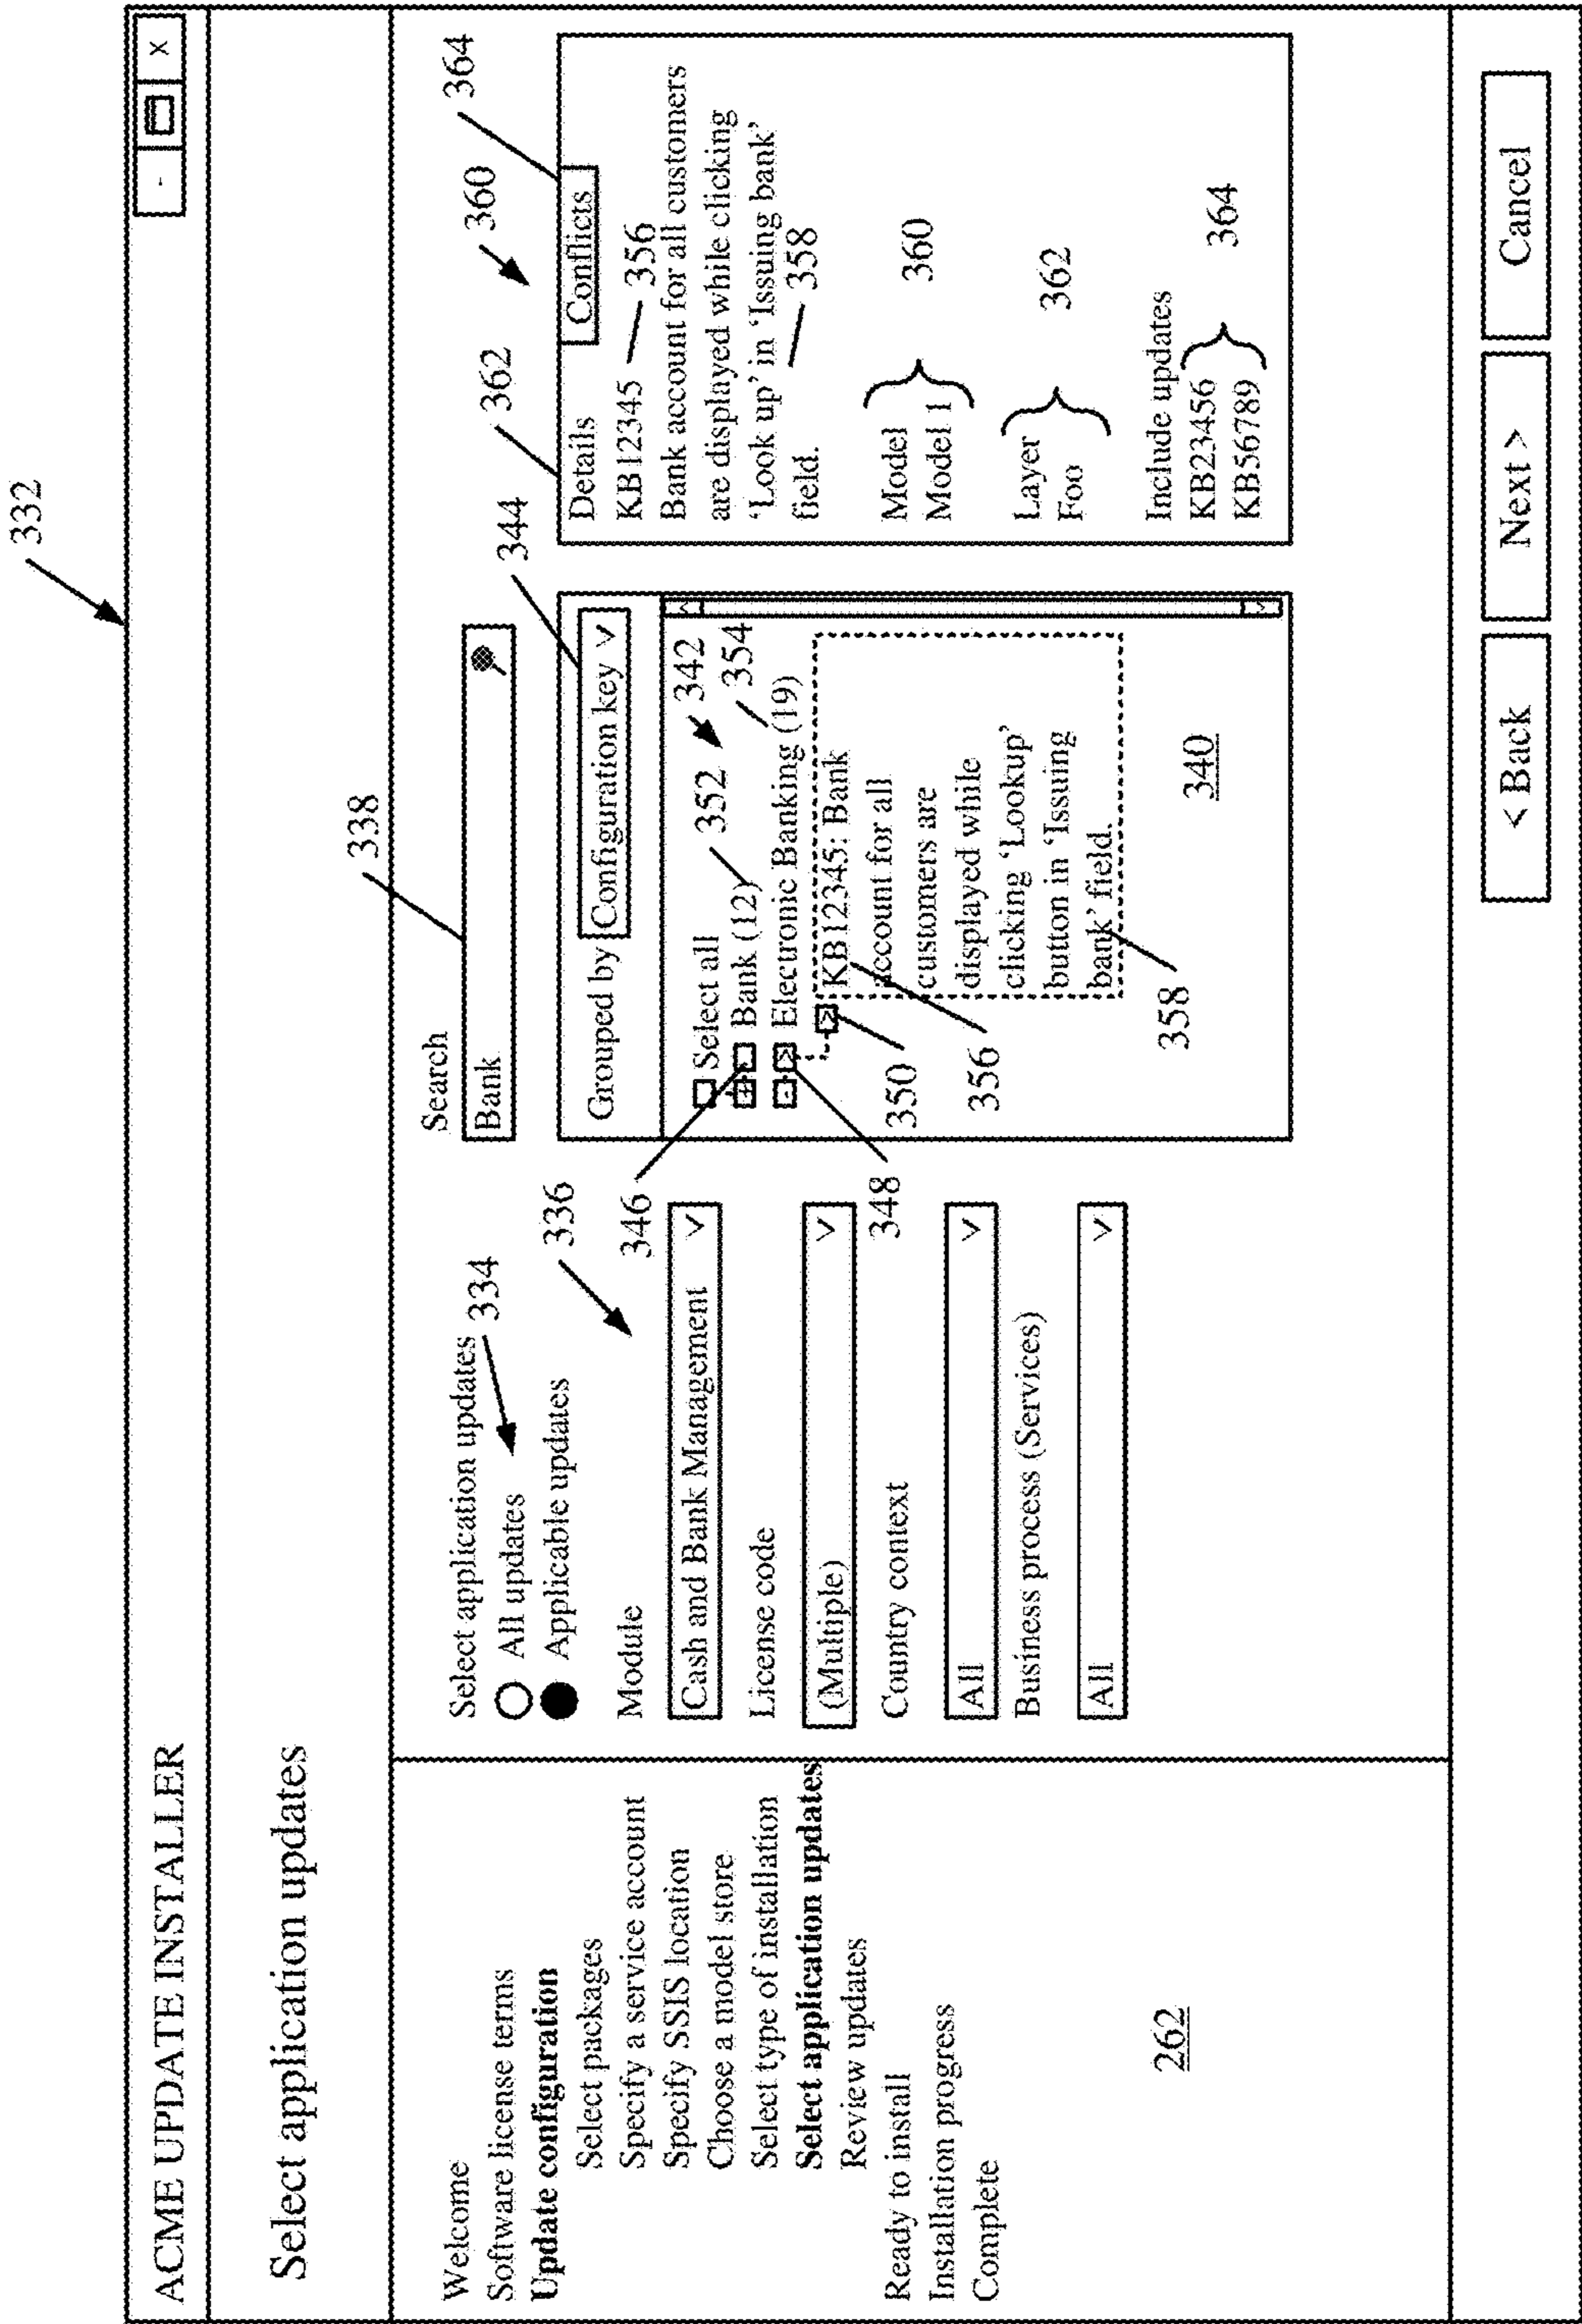 332
ACME UPDATE INSTALLER
- X
Select application updates
Welcome
Software license terms
Update configuration
Select packages
Specify a service account
Specify SSIS location
Choose a model store
Select type of installation
Select application updates
Review updates
Ready to install
Installation progress
Complete
262
Select application updates
334
All updates
Applicable updates
336
Module
Cash and Bank Management V
License code
(Multiple) V
Country context
All V
Business process (Services)
All V
338
Search
Bank
344
Grouped by Configuration key V
342
346
Select all
352
Bank (12)
354
348
Electronic Banking (19)
350
KB12345: Bank
account for all
customers are
displayed while
clicking 'Lookup'
button in 'Issuing
bank' field.
356
358
340
362
360
364
Details Conflicts
KB12345 356
Bank account for all customers
are displayed while clicking
'Look up' in 'Issuing bank'
field. 358
Model
Model 1
360
Layer
Foo
362
Include updates
KB23456
KB56789
364
< Back Next > Cancel